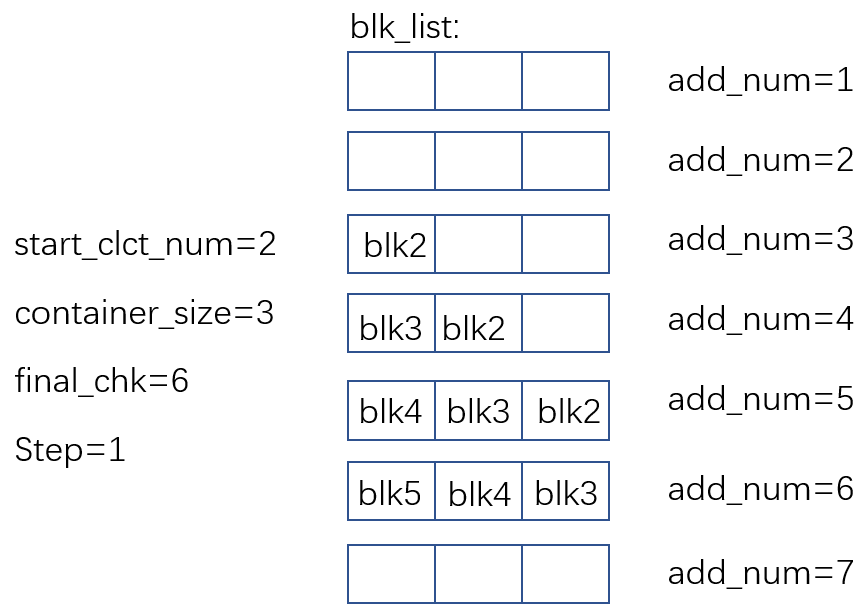 blk_list:
add_num=1
add_num=2
start_clct_num=2
blk2
add_num=3
container_size=3
blk3 blk2
add_num=4
final_chk=6
blk4 blk3 blk2
add_num=5
Step=1
blk5 blk4 blk3
add_num=6
add_num=7